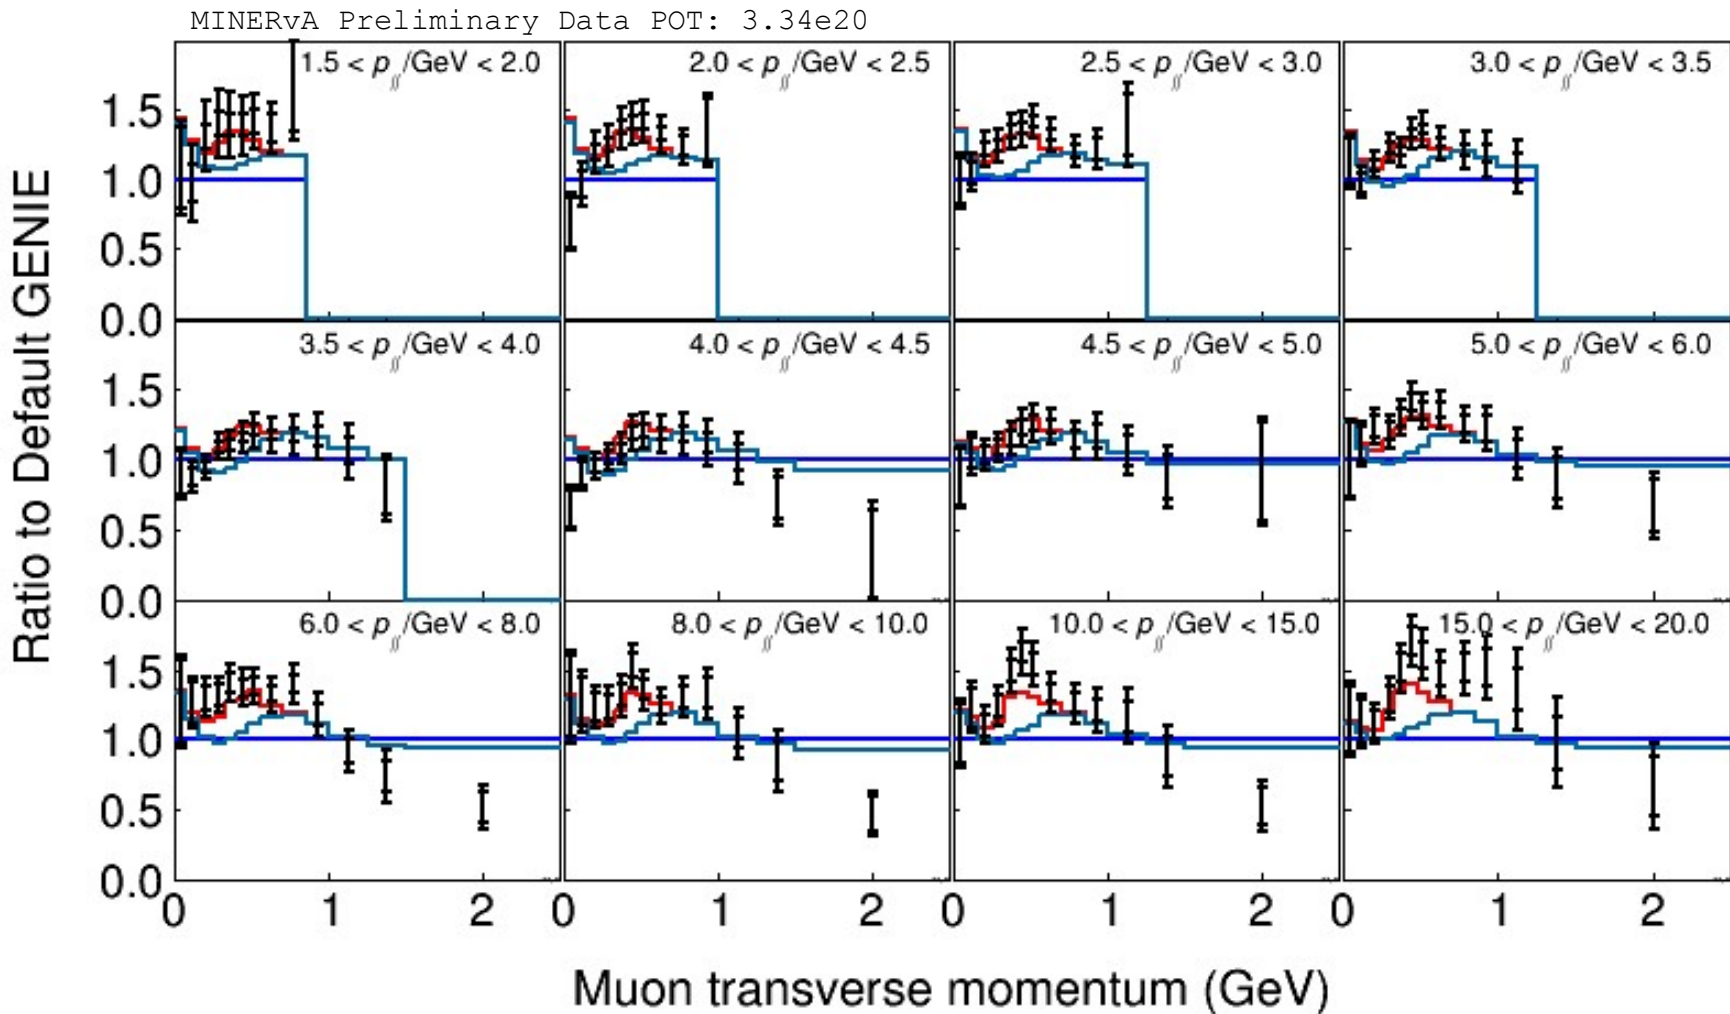 MINERvA Preliminary Data POT: 3.34e20
1.5 < p∬/GeV < 2.0
2.0 < p∬/GeV < 2.5
2.5 < p∬/GeV < 3.0
3.0 < p∬/GeV < 3.5
1.5
1.0
0.5
0.0
3.5 < p∬/GeV < 4.0
4.0 < p∬/GeV < 4.5
4.5 < p∬/GeV < 5.0
5.0 < p∬/GeV < 6.0
1.5
1.0
0.5
0.0
6.0 < p∬/GeV < 8.0
8.0 < p∬/GeV < 10.0
10.0 < p∬/GeV < 15.0
15.0 < p∬/GeV < 20.0
1.5
1.0
0.5
0.0
0 1 2 0 1 2 0 1 2 0 1 2
Ratio to Default GENIE
Muon transverse momentum (GeV)